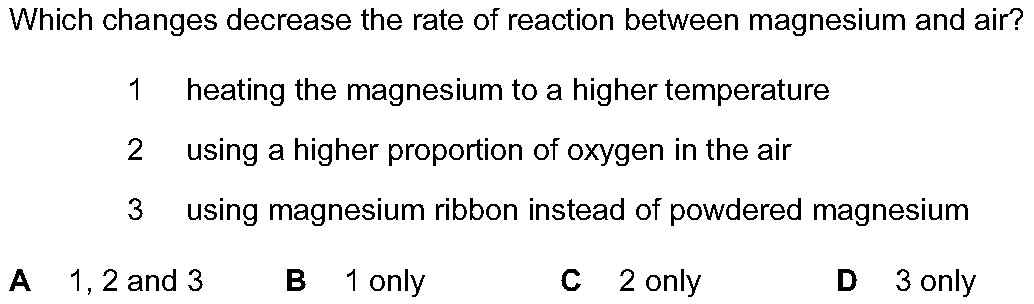 Which changes decrease the rate of reaction between magnesium and air?
1 heating the magnesium to a higher temperature
2 using a higher proportion of oxygen in the air
3 using magnesium ribbon instead of powdered magnesium
A 1, 2 and 3 B 1 only C 2 only D 3 only